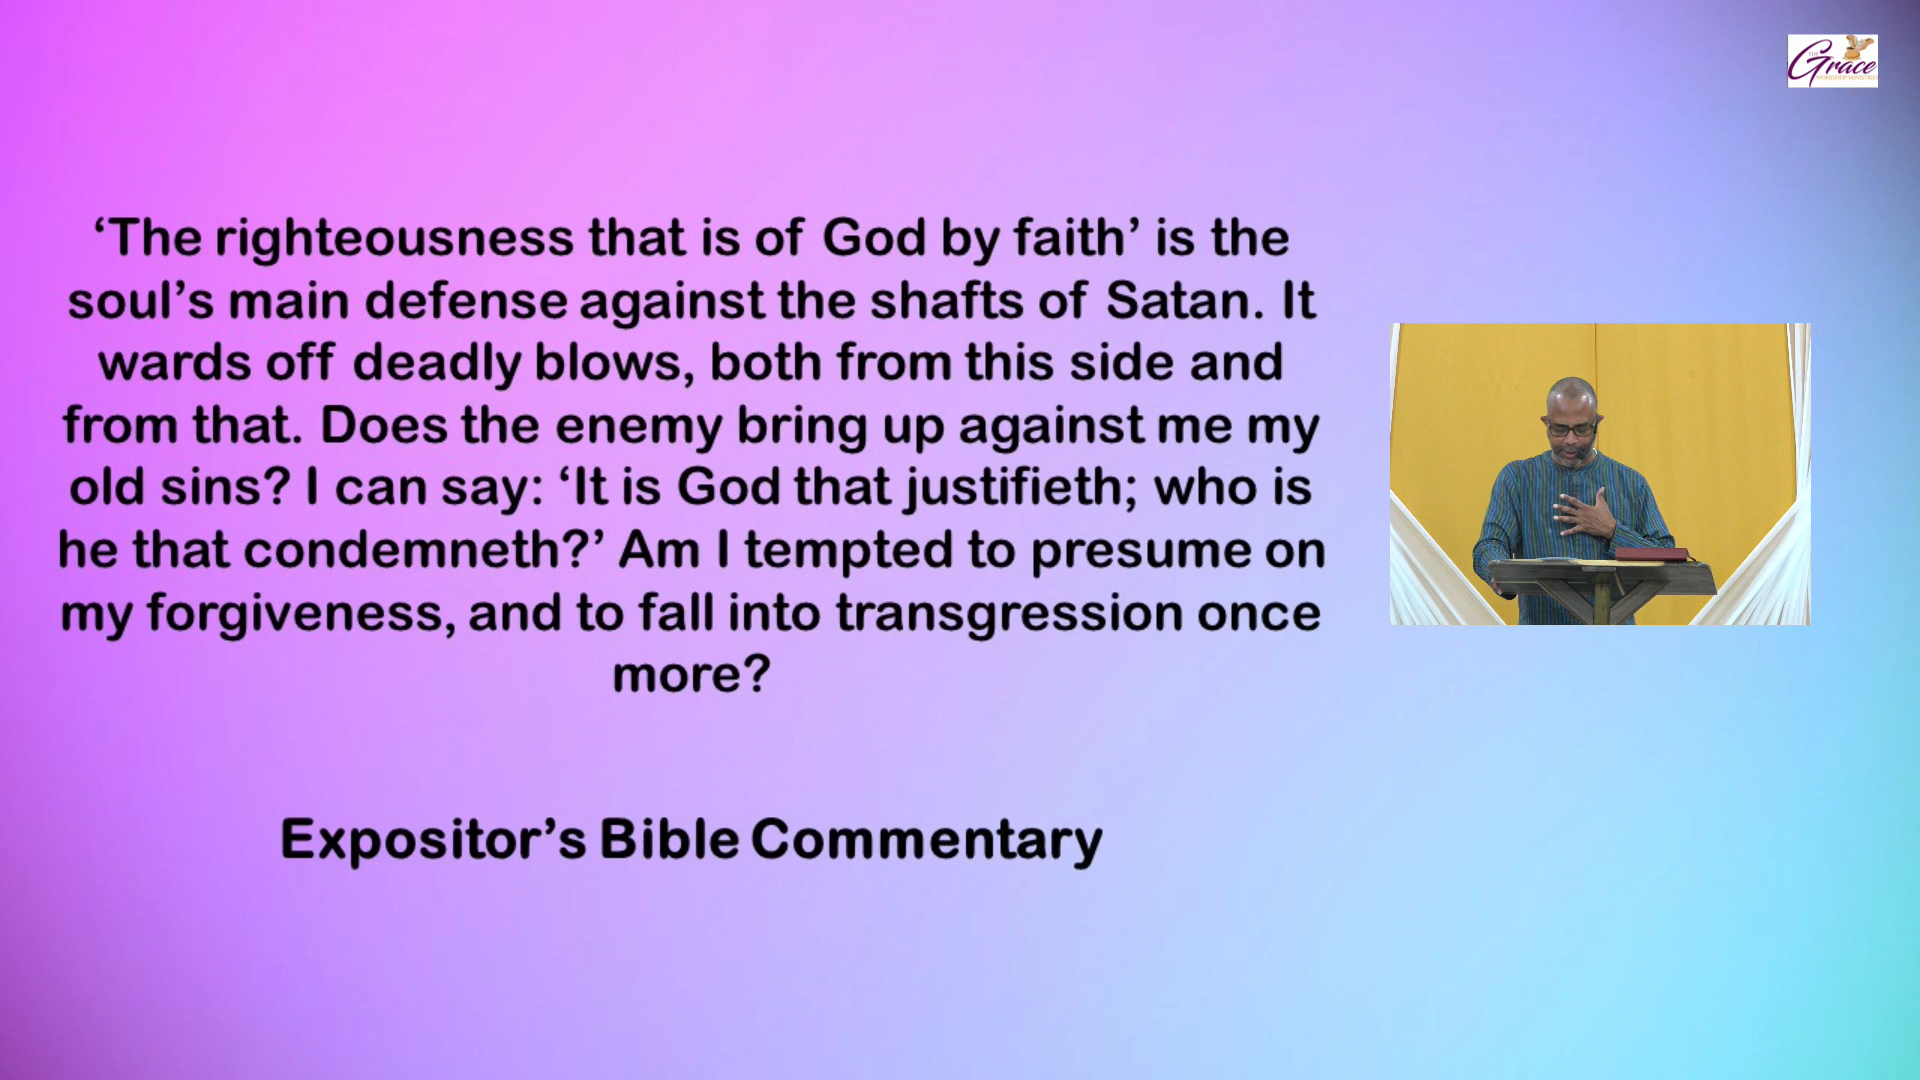 THE
Grace
WORKSHOP MINISTRIES
‘The righteousness that is of God by faith’ is the
soul’s main defense against the shafts of Satan. It
wards off deadly blows, both from this side and
from that. Does the enemy bring up against me my
old sins? I can say: ‘It is God that justifieth; who is
he that condemneth?’ Am I tempted to presume on
my forgiveness, and to fall into transgression once
more?
Expositor’s Bible Commentary